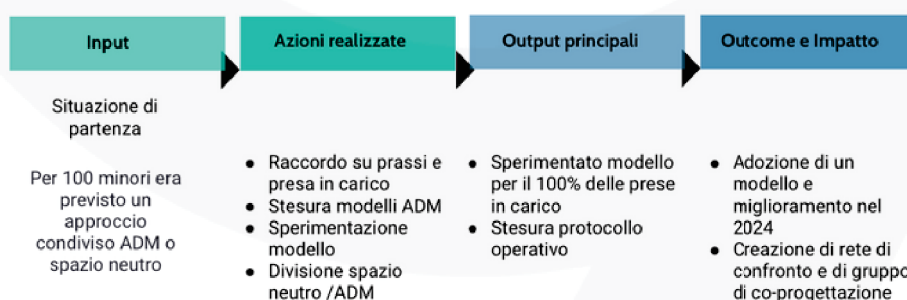 Input
Azioni realizzate
Output principali
Outcome e Impatto
Situazione di
partenza
Per 100 minori era
previsto un
approccio
condiviso ADM o
spazio neutro
● Raccordo su prassi e
presa in carico
● Stesura modelli ADM
● Sperimentazione
modello
● Divisione spazio
neutro /ADM
● Sperimentato modello
per il 100% delle prese
in carico
● Stesura protocollo
operativo
● Adozione di un
modello e
miglioramento nel
2024
● Creazione di rete di
confronto e di gruppo
di co-progettazione